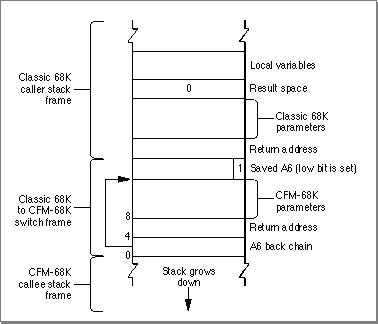 Local variables
Classic 68K
caller stack
frame
0
Result space
Classic 68K
parameters
Return address
1
Saved A6 (low bit is set)
Classic 68K
to CFM-68K
switch frame
CFM-68K
parameters
8
Return address
4
A6 back chain
0
CFM-68K
callee stack
frame
Stack grows
down